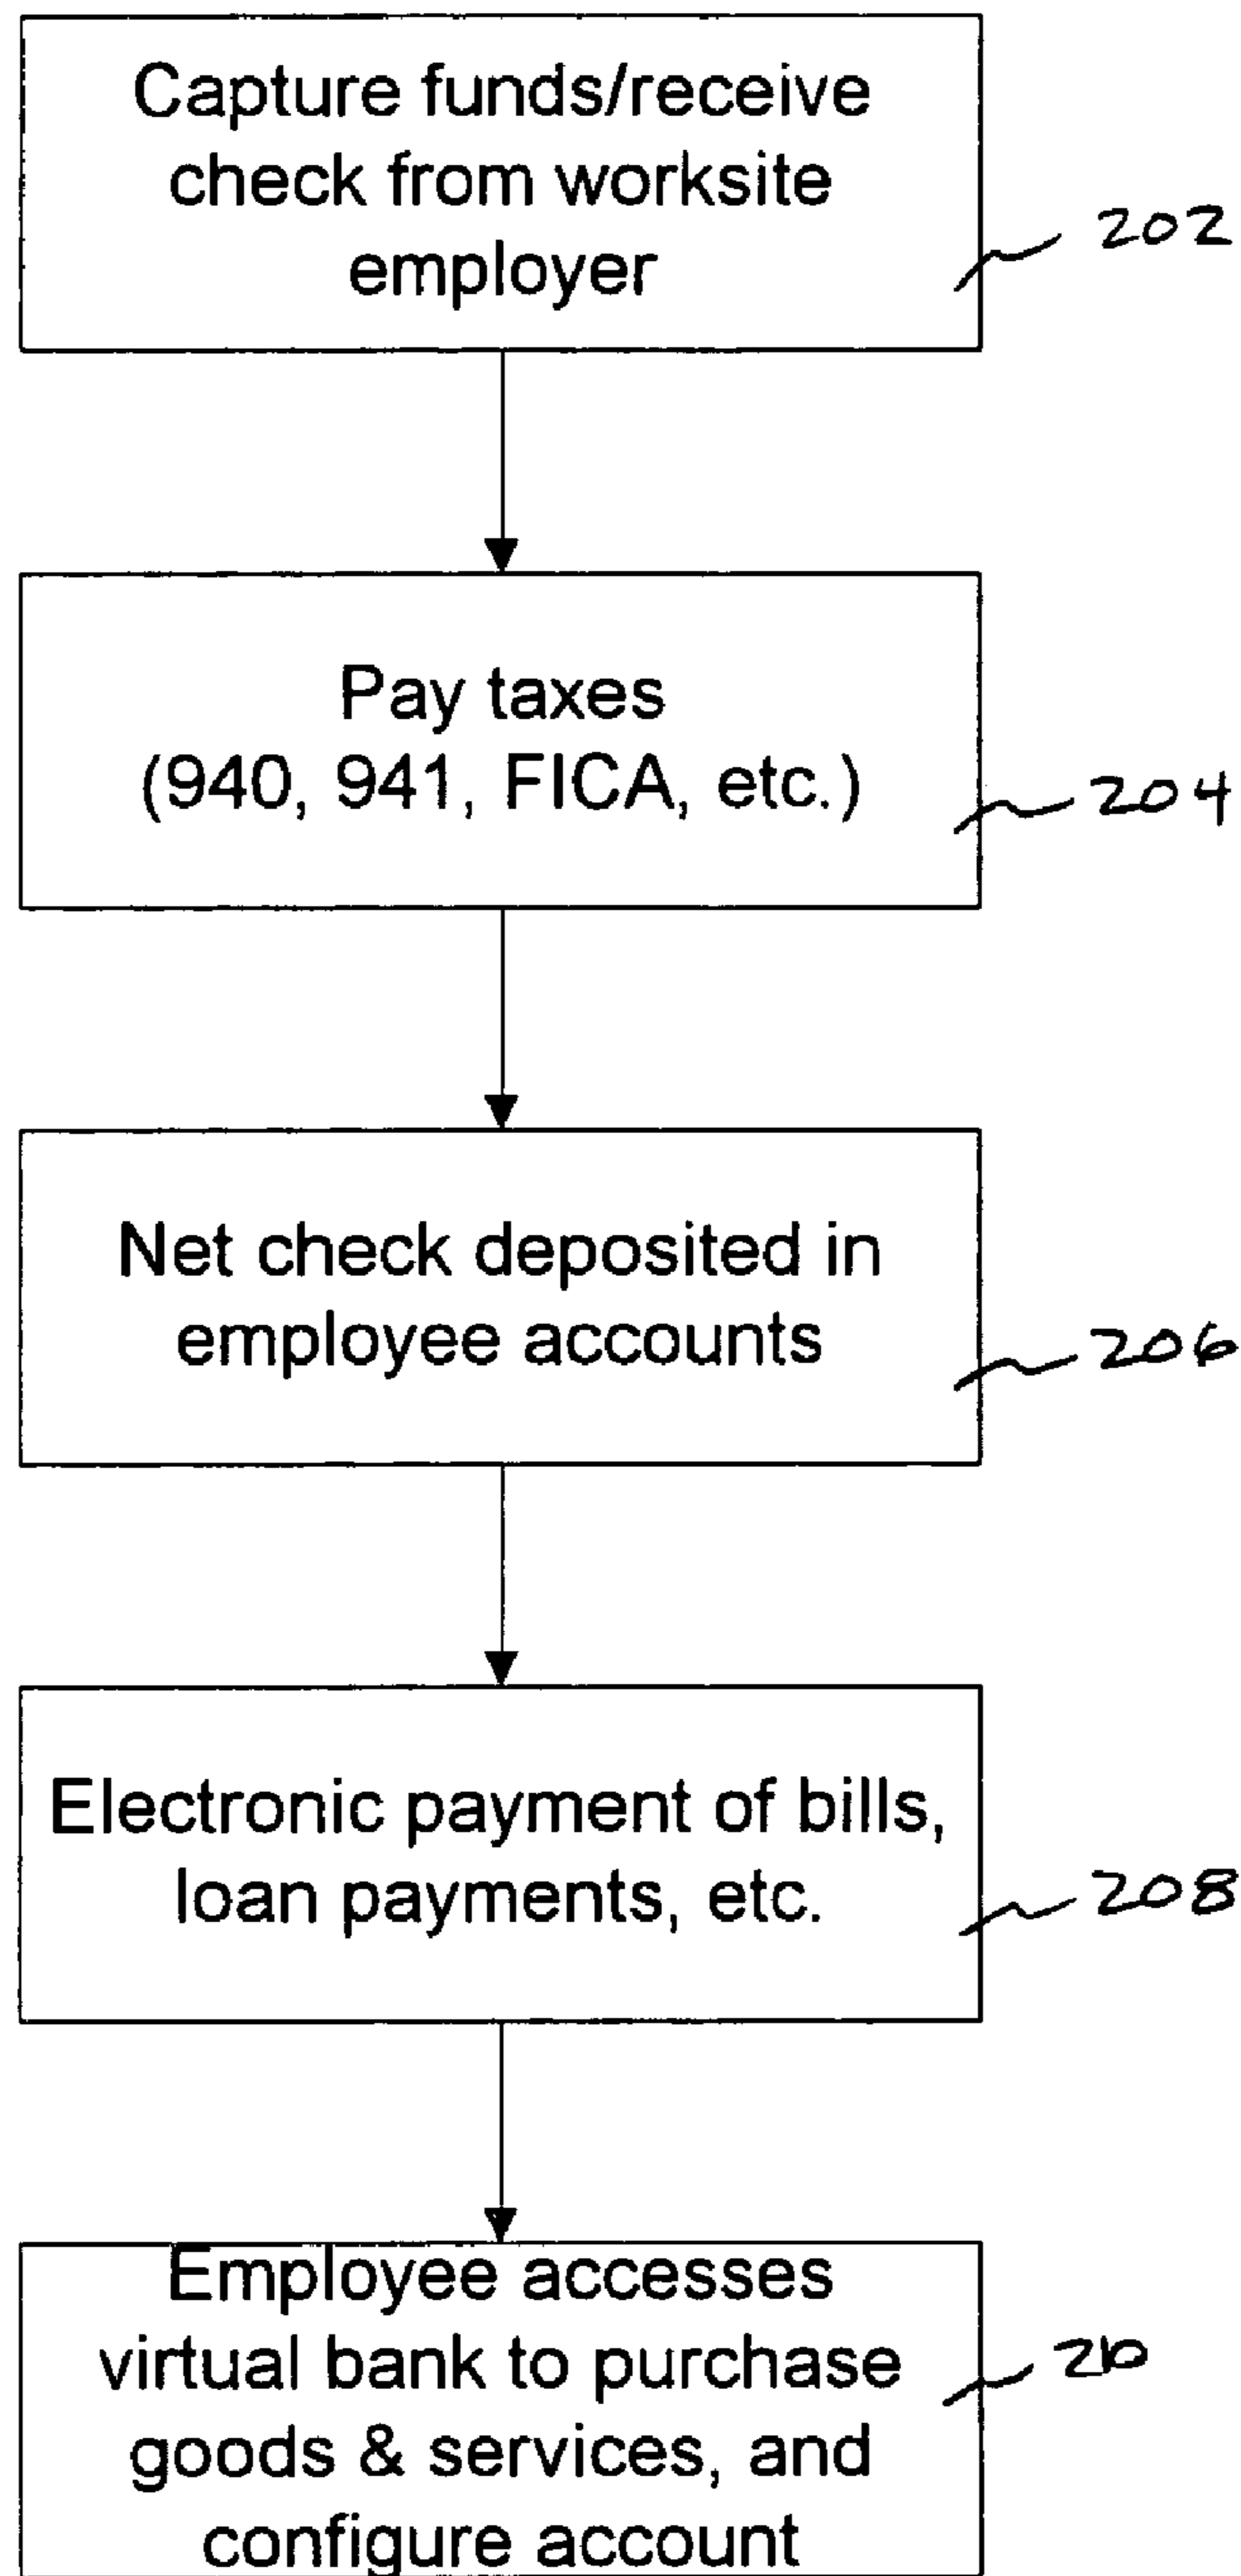 Capture funds/receive
check from worksite
employer
202
Pay taxes
(940, 941, FICA, etc.)
204
Net check deposited in
employee accounts
206
Electronic payment of bills,
loan payments, etc.
208
Employee accesses
virtual bank to purchase
goods & services, and
configure account
210